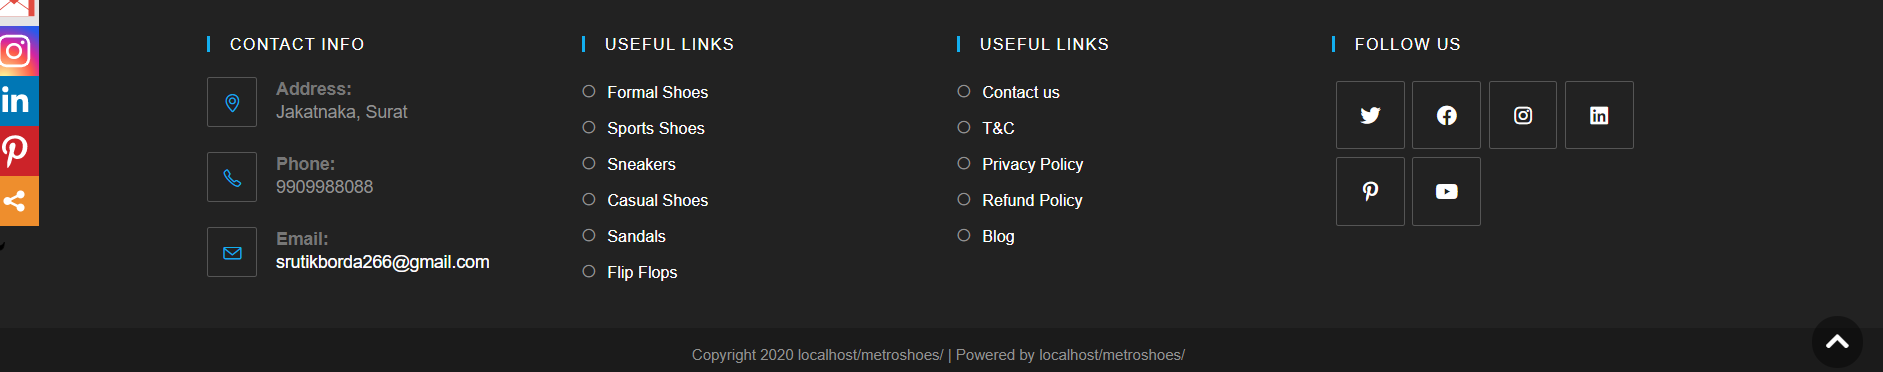 CONTACT INFO
Address:
Jakatnaka, Surat
Phone:
9909988088
Email:
srutikborda266@gmail.com
USEFUL LINKS
Formal Shoes
Sports Shoes
Sneakers
Casual Shoes
Sandals
Flip Flops
USEFUL LINKS
Contact us
T&C
Privacy Policy
Refund Policy
Blog
FOLLOW US
Copyright 2020 localhost/metroshoes/ | Powered by localhost/metroshoes/